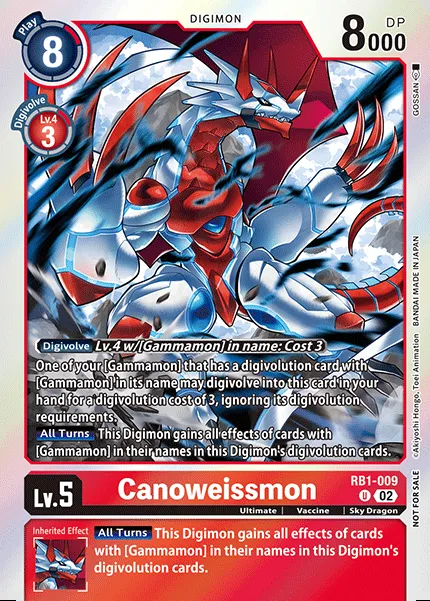 DIGIMON
Play
8
8000
DP
Digivolve
Lv.4
3
GOSSAN
©Akiyoshi Hongo, Toei Animation BANDAI MADE IN JAPAN
NOT FOR SALE
Digivolve Lv.4 w/[Gammamon] in name: Cost 3
One of your [Gammamon] that has a digivolution card with
[Gammamon] in its name may digivolve into this card in your
hand for a digivolution cost of 3, ignoring its digivolution
requirements.
All Turns This Digimon gains all effects of cards with
[Gammamon] in their names in this Digimon's digivolution cards.
Lv.5
Canoweissmon
RB1-009
U 02
Ultimate Vaccine Sky Dragon
Inherited Effect
All Turns This Digimon gains all effects of cards
with [Gammamon] in their names in this Digimon's
digivolution cards.